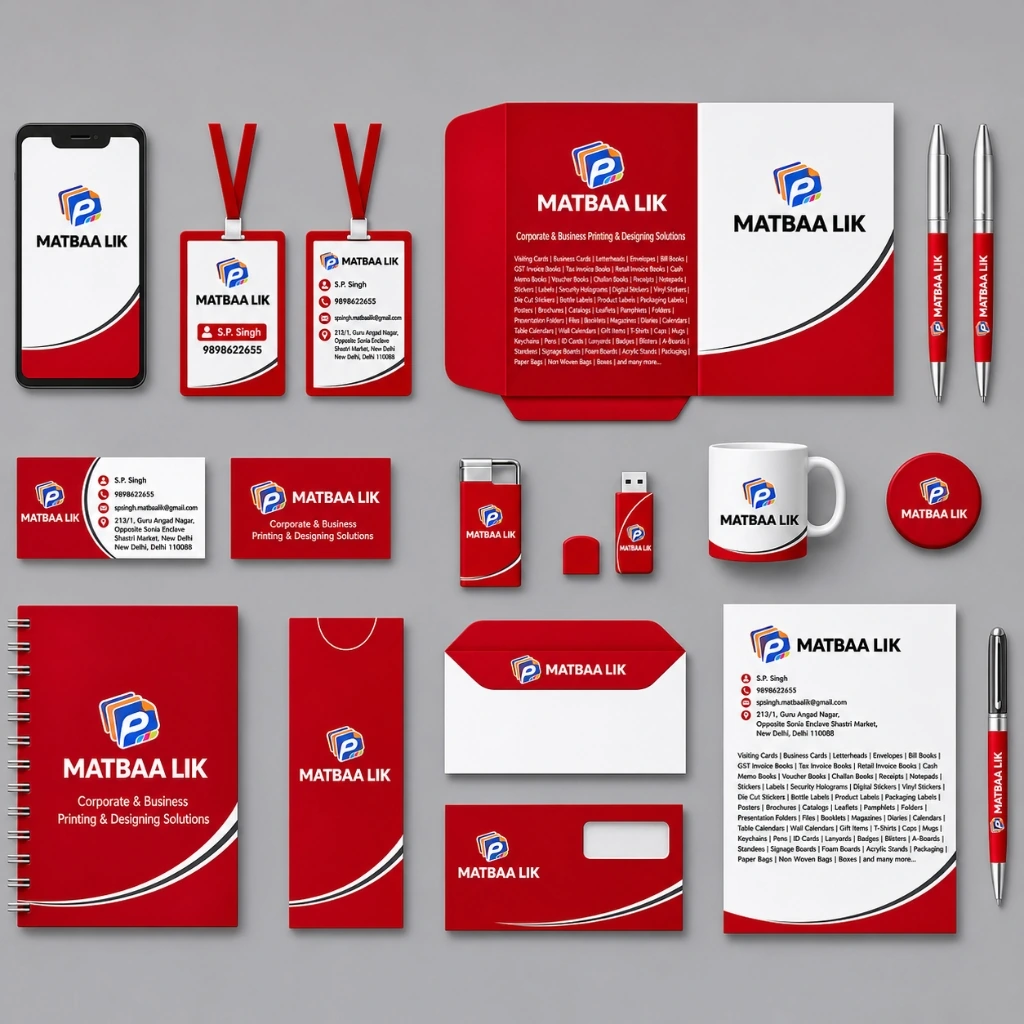 MATBAA LIK
MATBAA LIK
S.P. Singh
9898622655
MATBAA LIK
S.P. Singh
9898622655
spsingh.matbaalik@gmail.com
213/1, Guru Angad Nagar,
Opposite Sonia Enclave
Shastri Market, New Delhi
New Delhi, Delhi 110088
MATBAA LIK
Corporate & Business Printing & Designing Solutions
Visiting Cards | Business Cards | Letterheads | Envelopes | Bill Books |
GST Invoice Books | Tax Invoice Books | Retail Invoice Books | Cash
Memo Books | Voucher Books | Challan Books | Receipts | Notepads |
Stickers | Labels | Security Holograms | Digital Stickers | Vinyl Stickers |
Die Cut Stickers | Bottle Labels | Product Labels | Packaging Labels |
Posters | Brochures | Catalogs | Leaflets | Pamphlets | Folders |
Presentation Folders | Files | Booklets | Magazines | Diaries | Calendars |
Table Calendars | Wall Calendars | Gift Items | T-Shirts | Caps | Mugs |
Keychains | Pens | ID Cards | Lanyards | Badges | Blisters | A-Boards |
Standees | Signage Boards | Foam Boards | Acrylic Stands | Packaging |
Paper Bags | Non Woven Bags | Boxes | and many more...
MATBAA LIK
MATBAA LIK
MATBAA LIK
MATBAA LIK
S.P. Singh
9898622655
spsingh.matbaalik@gmail.com
213/1, Guru Angad Nagar,
Opposite Sonia Enclave
Shastri Market, New Delhi
New Delhi, Delhi 110088
MATBAA LIK
Corporate & Business
Printing & Designing Solutions
MATBAA LIK
MATBAA LIK
MATBAA LIK
MATBAA LIK
MATBAA LIK
Corporate & Business
Printing & Designing Solutions
MATBAA LIK
MATBAA LIK
MATBAA LIK
MATBAA LIK
S.P. Singh
9898622655
spsingh.matbaalik@gmail.com
213/1, Guru Angad Nagar,
Opposite Sonia Enclave Shastri Market,
New Delhi, Delhi 110088
Visiting Cards | Business Cards | Letterheads | Envelopes | Bill Books |
GST Invoice Books | Tax Invoice Books | Retail Invoice Books | Cash
Memo Books | Voucher Books | Challan Books | Receipts | Notepads |
Stickers | Labels | Security Holograms | Digital Stickers | Vinyl Stickers |
Die Cut Stickers | Bottle Labels | Product Labels | Packaging Labels |
Posters | Brochures | Catalogs | Leaflets | Pamphlets | Folders |
Presentation Folders | Files | Booklets | Magazines | Diaries | Calendars |
Table Calendars | Wall Calendars | Gift Items | T-Shirts | Caps | Mugs |
Keychains | Pens | ID Cards | Lanyards | Badges | Blisters | A-Boards |
Standees | Signage Boards | Foam Boards | Acrylic Stands | Packaging |
Paper Bags | Non Woven Bags | Boxes | and many more...
MATBAA LIK